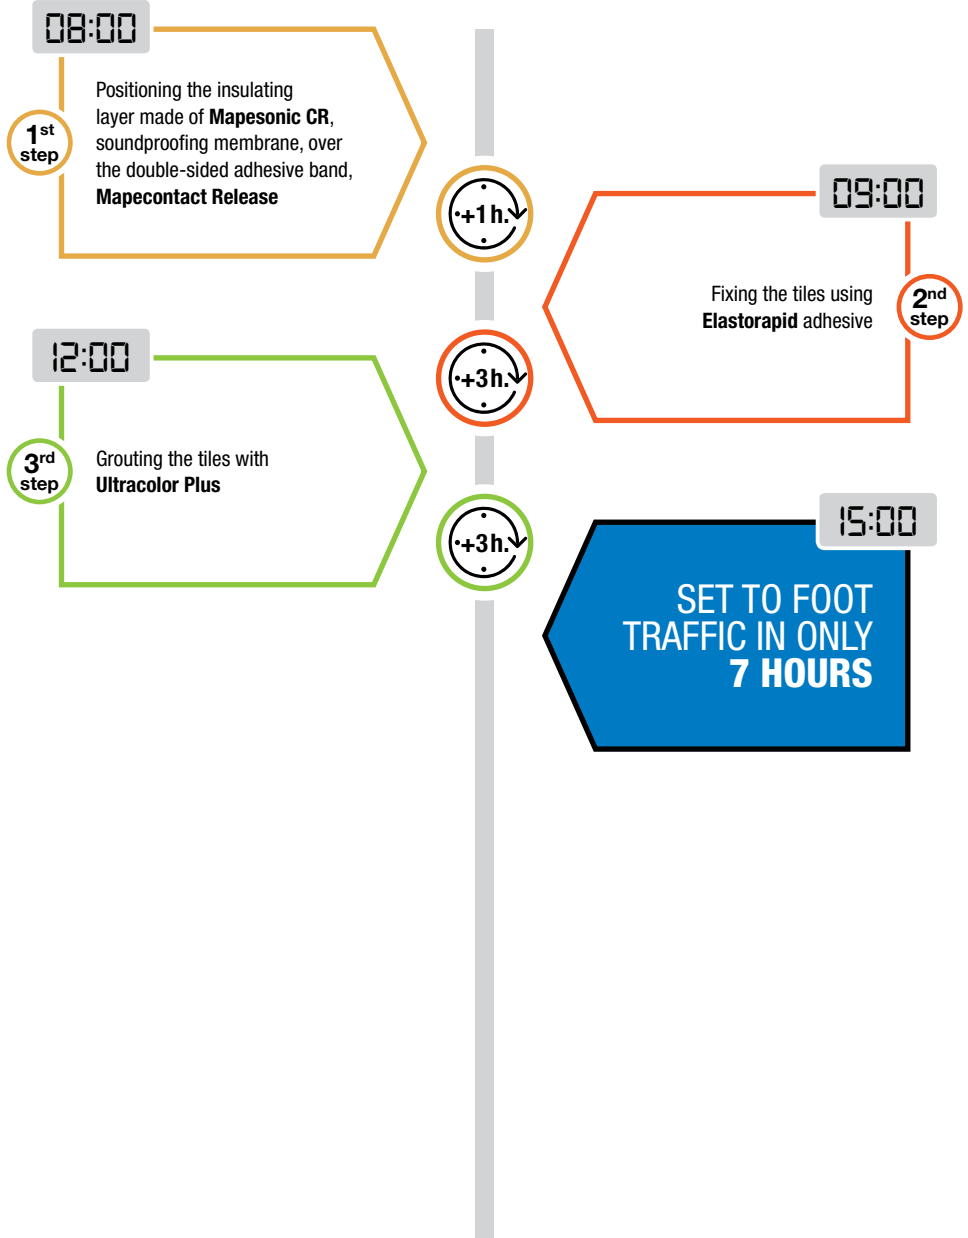 08:00
1st
step
Positioning the insulating
layer made of Mapesonic CR,
soundproofing membrane, over
the double-sided adhesive band,
Mapecontact Release
+1 h.
09:00
2nd
step
Fixing the tiles using
Elastorapid adhesive
+3 h.
12:00
3rd
step
Grouting the tiles with
Ultracolor Plus
+3 h.
15:00
SET TO FOOT
TRAFFIC IN ONLY
7 HOURS